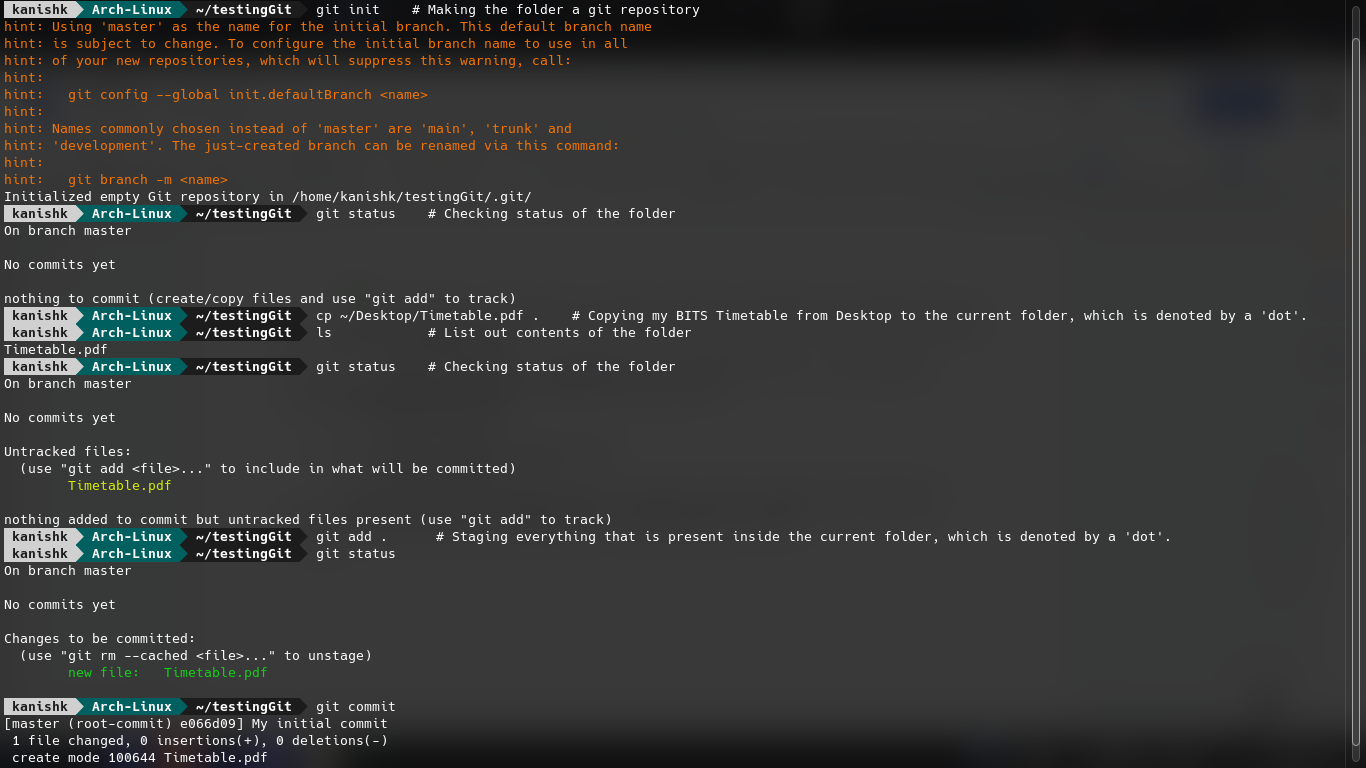 kanishk Arch-Linux ~/testingGit git init    # Making the folder a git repository
hint: Using 'master' as the name for the initial branch. This default branch name
hint: is subject to change. To configure the initial branch name to use in all
hint: of your new repositories, which will suppress this warning, call:
hint:
hint:   git config --global init.defaultBranch <name>
hint:
hint: Names commonly chosen instead of 'master' are 'main', 'trunk' and
hint: 'development'. The just-created branch can be renamed via this command:
hint:
hint:   git branch -m <name>
Initialized empty Git repository in /home/kanishk/testingGit/.git/
kanishk Arch-Linux ~/testingGit git status    # Checking status of the folder
On branch master

No commits yet

nothing to commit (create/copy files and use "git add" to track)
kanishk Arch-Linux ~/testingGit cp ~/Desktop/Timetable.pdf .    # Copying my BITS Timetable from Desktop to the current folder, which is denoted by a 'dot'.
kanishk Arch-Linux ~/testingGit ls            # List out contents of the folder
Timetable.pdf
kanishk Arch-Linux ~/testingGit git status    # Checking status of the folder
On branch master

No commits yet

Untracked files:
  (use "git add <file>..." to include in what will be committed)
        Timetable.pdf

nothing added to commit but untracked files present (use "git add" to track)
kanishk Arch-Linux ~/testingGit git add .      # Staging everything that is present inside the current folder, which is denoted by a 'dot'.
kanishk Arch-Linux ~/testingGit git status
On branch master

No commits yet

Changes to be committed:
  (use "git rm --cached <file>..." to unstage)
        new file:   Timetable.pdf

kanishk Arch-Linux ~/testingGit git commit
[master (root-commit) e066d09] My initial commit
 1 file changed, 0 insertions(+), 0 deletions(-)
 create mode 100644 Timetable.pdf